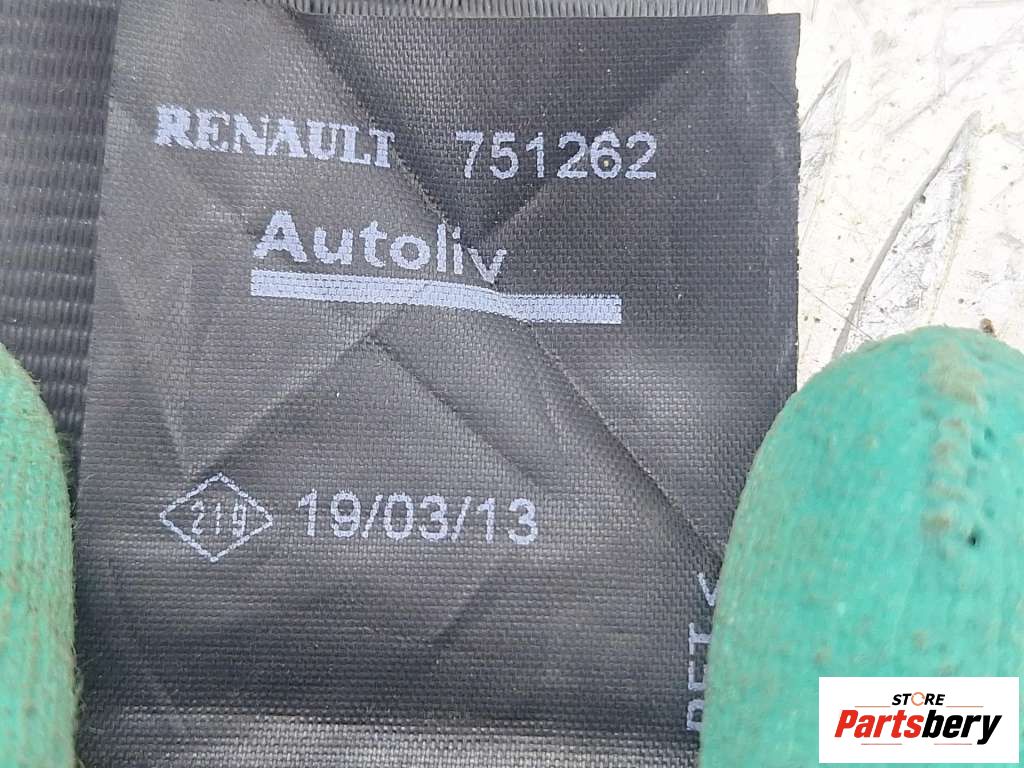 RENAULT 751262
Autoliv
219 19/03/13
STORE
Partsbery